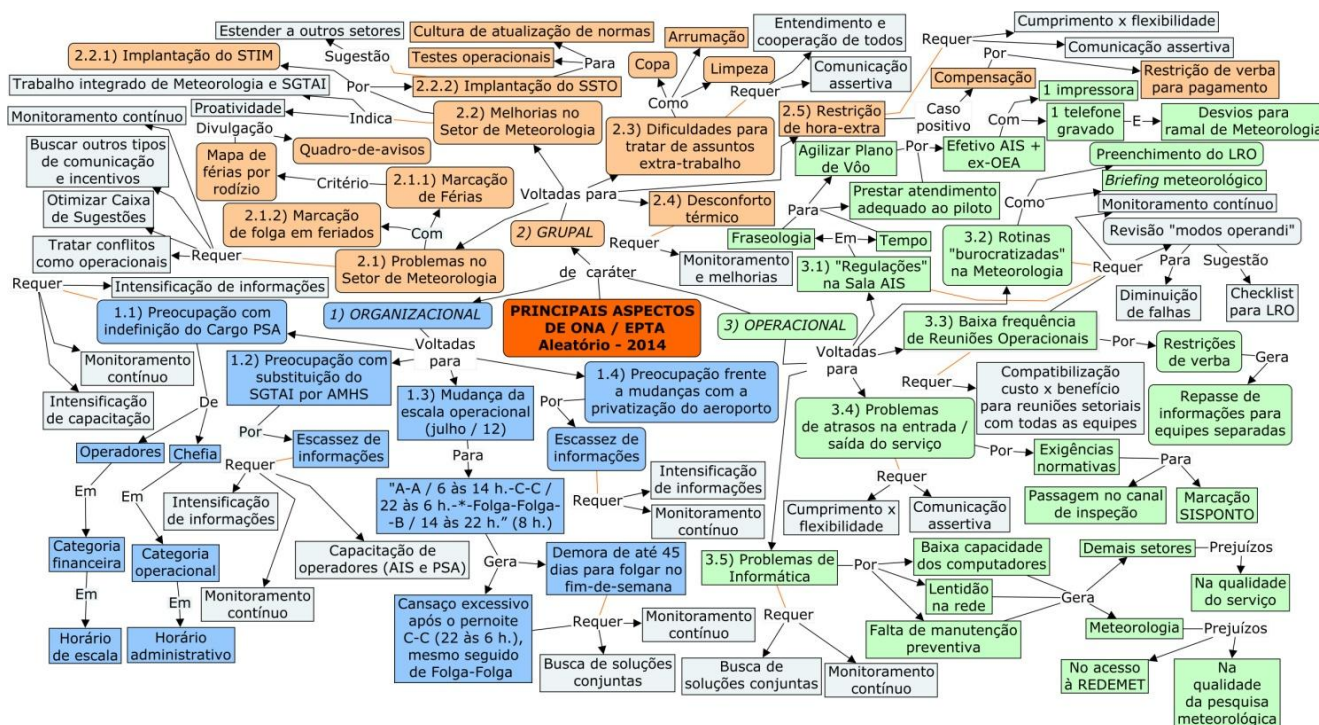 Estender a outros setores
2.2.1) Implantação do STIM
Sugestão
Trabalho integrado de Meteorologia e SGTAI
Por
Proatividade
Indica
Monitoramento contínuo
Divulgação
Mapa de
férias por
rodízio
Quadro-de-avisos
Critério
2.1.1) Marcação
de Férias
Buscar outros tipos
de comunicação
e incentivos
Otimizar Caixa
de Sugestões
2.1.2) Marcação
de folga em feriados
Com
Tratar conflitos
como operacionais
Requer
2.1) Problemas no
Setor de Meteorologia
Requer
Intensificação de informações
Cultura de atualização de normas
Testes operacionais
Para
2.2.2) Implantação do SSTO
2.2) Melhorias no
Setor de Meteorologia
Arrumação
Copa
Limpeza
Como
Entendimento e
cooperação de todos
Requer
Comunicação
assertiva
2.3) Dificuldades para
tratar de assuntos
extra-trabalho
Voltadas para
2.4) Desconforto
térmico
Requer
Monitoramento
e melhorias
2) GRUPAL
de caráter
Requer
Cumprimento x flexibilidade
Comunicação assertiva
Por
Compensação
Restrição de verba
para pagamento
2.5) Restrição
de hora-extra
Caso
positivo
1 impressora
Com
1 telefone
gravado
E
Desvios para
ramal de Meteorologia
Agilizar Plano
de Vôo
Por
Efetivo AIS +
ex-OEA
Preenchimento do LRO
Briefing meteorológico
Como
Monitoramento contínuo
Prestar atendimento
adequado ao piloto
Para
Fraseologia
Em
Tempo
3.1) "Regulações"
na Sala AIS
3.2) Rotinas
"burocratizadas"
na Meteorologia
Requer
Revisão "modos operandi"
Para
Sugestão
Diminuição
de falhas
Checklist
para LRO
PRINCIPAIS ASPECTOS
DE ONA / EPTA
Aleatório - 2014
1) ORGANIZACIONAL
Voltadas
para
1.1) Preocupação com
indefinição do Cargo PSA
Monitoramento
contínuo
Intensificação
de capacitação
De
Operadores
Chefia
Em
Em
Categoria
financeira
Categoria
operacional
Em
Em
Horário
de escala
Horário
administrativo
1.2) Preocupação com
substituição do
SGTAI por AMHS
Por
Escassez de
informações
Requer
Intensificação
de informações
Capacitação de
operadores (AIS e PSA)
Monitoramento
contínuo
1.3) Mudança da
escala operacional
(julho / 12)
Para
"A-A / 6 às 14 h.-C-C /
22 às 6 h.-*-Folga-Folga-
-B / 14 às 22 h.” (8 h.)
Gera
Demora de até 45
dias para folgar no
fim-de-semana
Cansaço excessivo
após o pernoite
C-C (22 às 6 h.),
mesmo seguido
de Folga-Folga
Requer
Monitoramento
contínuo
Busca de soluções
conjuntas
1.4) Preocupação frente
a mudanças com a
privatização do aeroporto
Por
Escassez de
informações
Requer
Intensificação
de informações
Monitoramento
contínuo
3) OPERACIONAL
Voltadas
para
3.3) Baixa frequência
de Reuniões Operacionais
Por
Restrições
de verba
Gera
Repasse de
informações para
equipes separadas
Requer
Compatibilização
custo x benefício
para reuniões setoriais
com todas as equipes
3.4) Problemas
de atrasos na entrada /
saída do serviço
Por
Exigências
normativas
Para
Passagem no canal
de inspeção
Marcação
SISPONTO
Requer
Cumprimento x
flexibilidade
Comunicação
assertiva
3.5) Problemas de
Informática
Por
Baixa capacidade
dos computadores
Lentidão
na rede
Falta de manutenção
preventiva
Requer
Busca de
soluções conjuntas
Monitoramento
contínuo
Gera
Demais setores
Prejuízos
Na qualidade
do serviço
Meteorologia
Prejuízos
No acesso
à REDEMET
Na
qualidade
da pesquisa
meteorológica